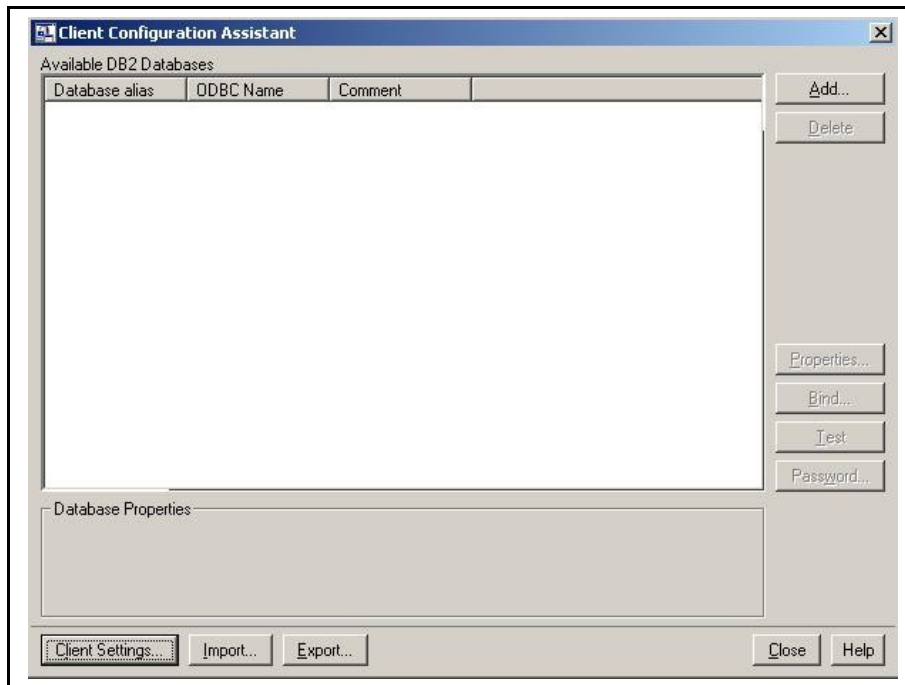 Client Configuration Assistant
Available DB2 Databases
Database alias ODBC Name Comment
Add...
Delete
Properties...
Bind...
Test
Password...
Database Properties
Client Settings... Import... Export... Close Help